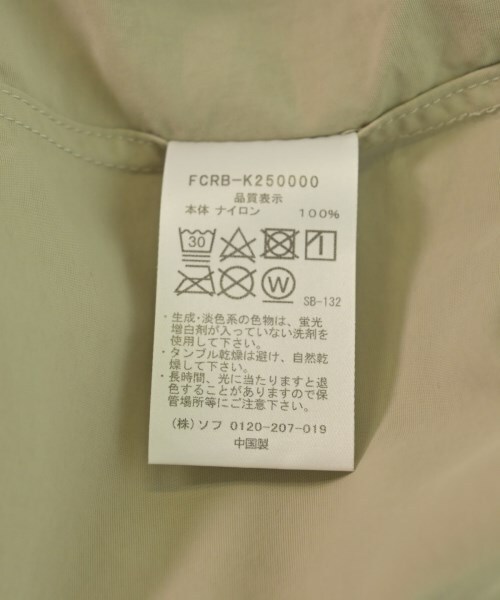 FCRB-K250000
品質表示
本体 ナイロン 100%
30
W
SB-132
・生成・淡色系の色物は、蛍光
増白剤が入っていない洗剤を
使用して下さい。
・タンブル乾燥は避け、自然乾
燥して下さい。
・長時間、光に当たりますと退
色することがありますので保
管場所等にご注意下さい。
(株)ソフ 0120-207-019
中国製